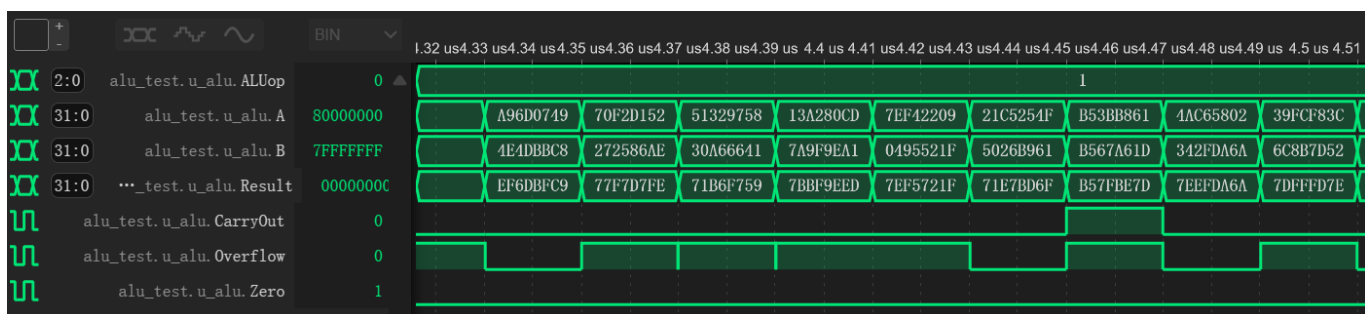 +
-
BIN
1.32 us4.33 us4.34 us4.35 us4.36 us4.37 us4.38 us4.39 us 4.4 us 4.41 us4.42 us4.43 us4.44 us4.45 us4.46 us4.47 us4.48 us4.49 us 4.5 us 4.51
2:0 alu_test.u_alu.ALUop 0 1
31:0 alu_test.u_alu.A 80000000 A96D0749 70F2D152 51329758 13A280CD 7EF42209 21C5254F B53BB861 4AC65802 39FCF83C
31:0 alu_test.u_alu.B 7FFFFFFF 4E4DBBC8 272586AE 30A66641 7A9F9EA1 0495521F 5026B961 B567A61D 342FDA6A 6C8B7D52
31:0 ⋯_test.u_alu.Result 0000000C EF6DBFC9 77F7D7FE 71B6F759 7BBF9EED 7EF5721F 71E7BD6F B57FBE7D 7EEFDA6A 7DFFFD7E
alu_test.u_alu.CarryOut 0
alu_test.u_alu.Overflow 0
alu_test.u_alu.Zero 1